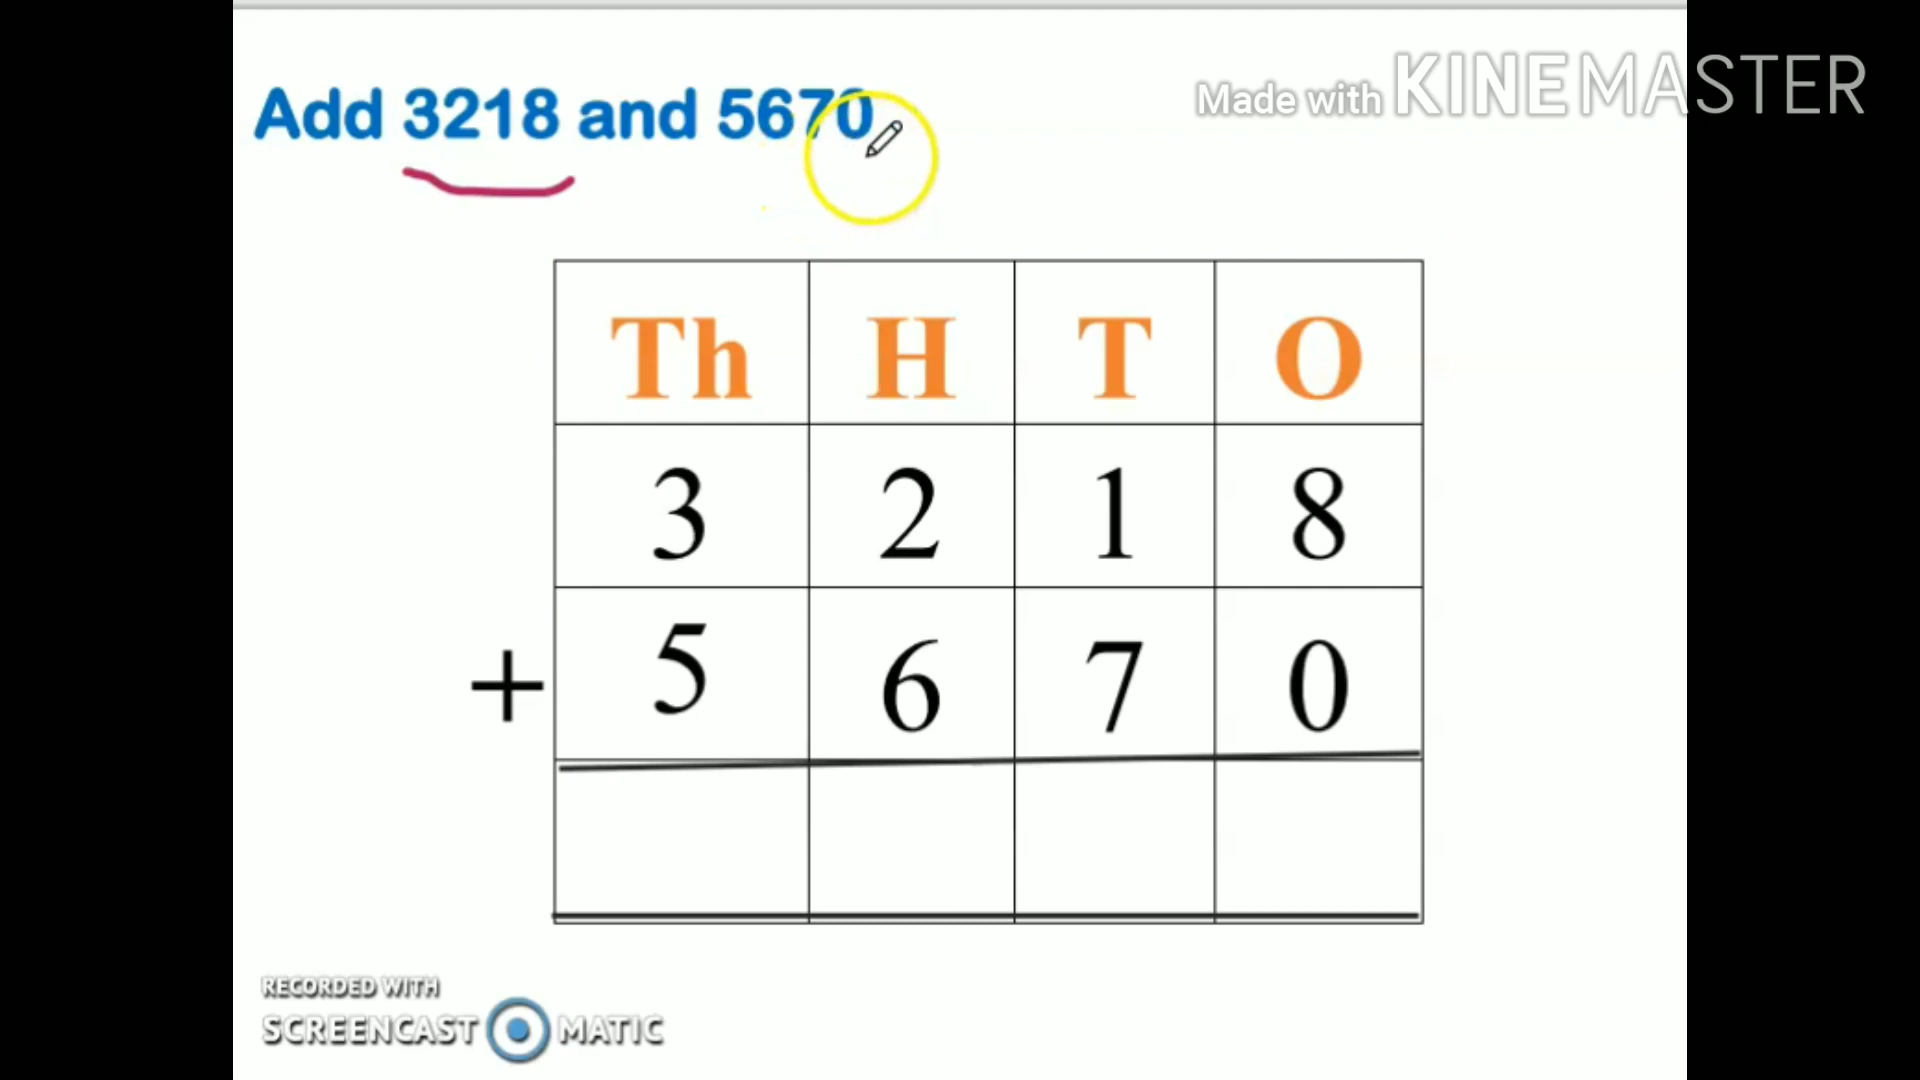 Made with KINEMASTER
Add 3218 and 5670
Th H T O
3 2 1 8
+ 5 6 7 0
RECORDED WITH
SCREENCAST MATIC